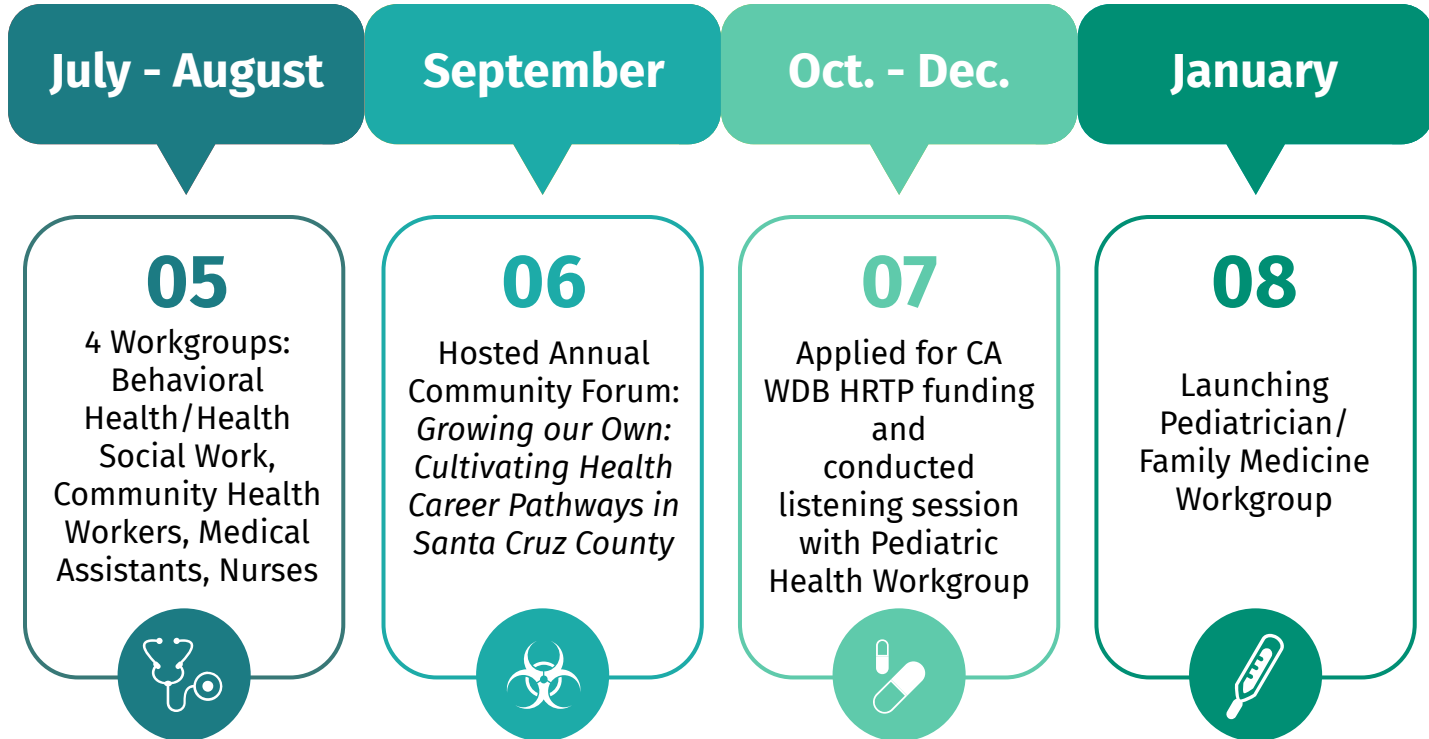 July - August
05
4 Workgroups:
Behavioral
Health/Health
Social Work,
Community Health
Workers, Medical
Assistants, Nurses
September
06
Hosted Annual
Community Forum:
Growing our Own:
Cultivating Health
Career Pathways in
Santa Cruz County
Oct. - Dec.
07
Applied for CA
WDB HRTP funding
and
conducted
listening session
with Pediatric
Health Workgroup
January
08
Launching
Pediatrician/
Family Medicine
Workgroup